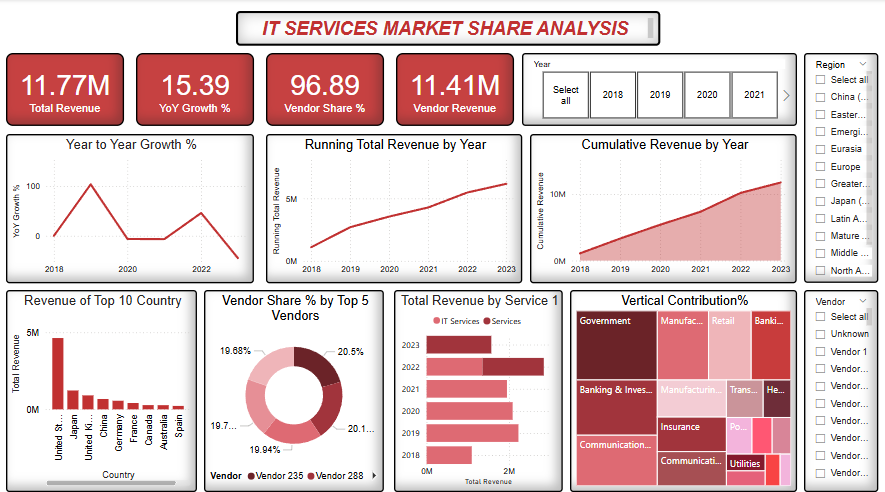 IT SERVICES MARKET SHARE ANALYSIS
11.77M
Total Revenue
15.39
YoY Growth %
96.89
Vendor Share %
11.41M
Vendor Revenue
Year
Select all
2018
2019
2020
2021
Region
Select all
China (...
Easter...
Emergi...
Eurasia
Europe
Greater...
Japan (...
Latin A...
Mature ...
Middle ...
North A...
Year to Year Growth %
YoY Growth %
100
0
2018
2020
2022
Running Total Revenue by Year
Running Total Revenue
5M
0M
2018
2019
2020
2021
2022
2023
Cumulative Revenue by Year
Cumulative Revenue
10M
0M
2018
2019
2020
2021
2022
2023
Revenue of Top 10 Country
Total Revenue
5M
0M
United St...
Japan
United Ki...
China
Germany
France
Canada
Australia
Spain
Country
Vendor Share % by Top 5
Vendors
19.68%
20.5%
19.7...
20.1...
19.94%
Vendor
Vendor 235
Vendor 288
Total Revenue by Service 1
IT Services
Services
2023
2022
2021
2020
2019
2018
0M
2M
Total Revenue
Vertical Contribution%
Government
Manufac...
Retail
Banki...
Banking & Inves...
Manufacturin...
Trans...
He...
Communication...
Insurance
Po...
Communicati...
Utilities
Vendor
Select all
Unknown
Vendor 1
Vendor...
Vendor...
Vendor...
Vendor...
Vendor...
Vendor...
Vendor...